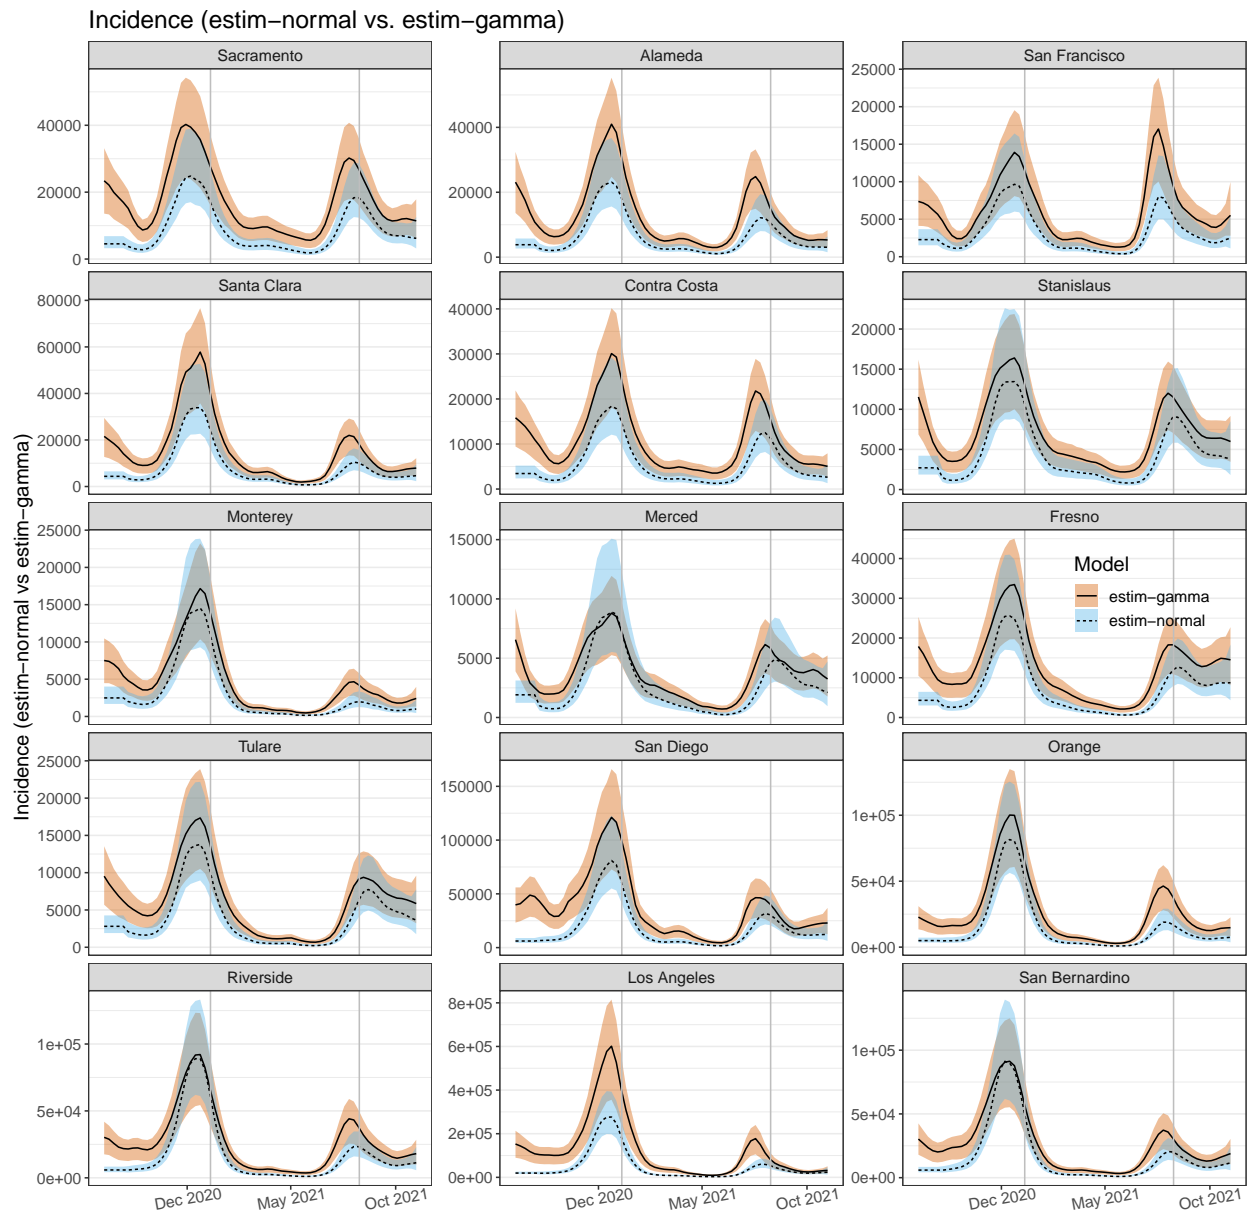 Incidence (estim−normal vs. estim−gamma)
Incidence (estim−normal vs estim−gamma)
Sacramento
40000
20000
0
Alameda
40000
20000
0
San Francisco
25000
20000
15000
10000
5000
0
Santa Clara
80000
60000
40000
20000
0
Contra Costa
40000
30000
20000
10000
0
Stanislaus
20000
15000
10000
5000
0
Monterey
25000
20000
15000
10000
5000
0
Merced
15000
10000
5000
0
Fresno
40000
30000
20000
10000
0
Model
estim−gamma
estim−normal
Tulare
25000
20000
15000
10000
5000
0
San Diego
150000
100000
50000
0
Orange
1e+05
5e+04
0e+00
Riverside
1e+05
5e+04
0e+00
Los Angeles
8e+05
6e+05
4e+05
2e+05
0e+00
San Bernardino
1e+05
5e+04
0e+00
Dec 2020
May 2021
Oct 2021
Dec 2020
May 2021
Oct 2021
Dec 2020
May 2021
Oct 2021